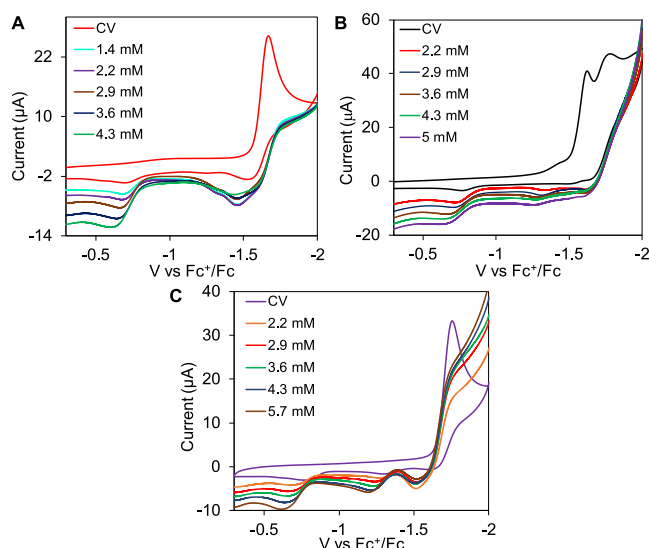 A
CV
1.4 mM
2.2 mM
2.9 mM
3.6 mM
4.3 mM
22
10
-2
-14
Current (µA)
-0.5
-1
-1.5
-2
V vs Fc⁺/Fc
B
CV
2.2 mM
2.9 mM
3.6 mM
4.3 mM
5 mM
60
40
20
0
-20
Current (µA)
-0.5
-1
-1.5
-2
V vs Fc⁺/Fc
C
CV
2.2 mM
2.9 mM
3.6 mM
4.3 mM
5.7 mM
40
30
20
10
0
-10
Current (µA)
-0.5
-1
-1.5
-2
V vs Fc⁺/Fc